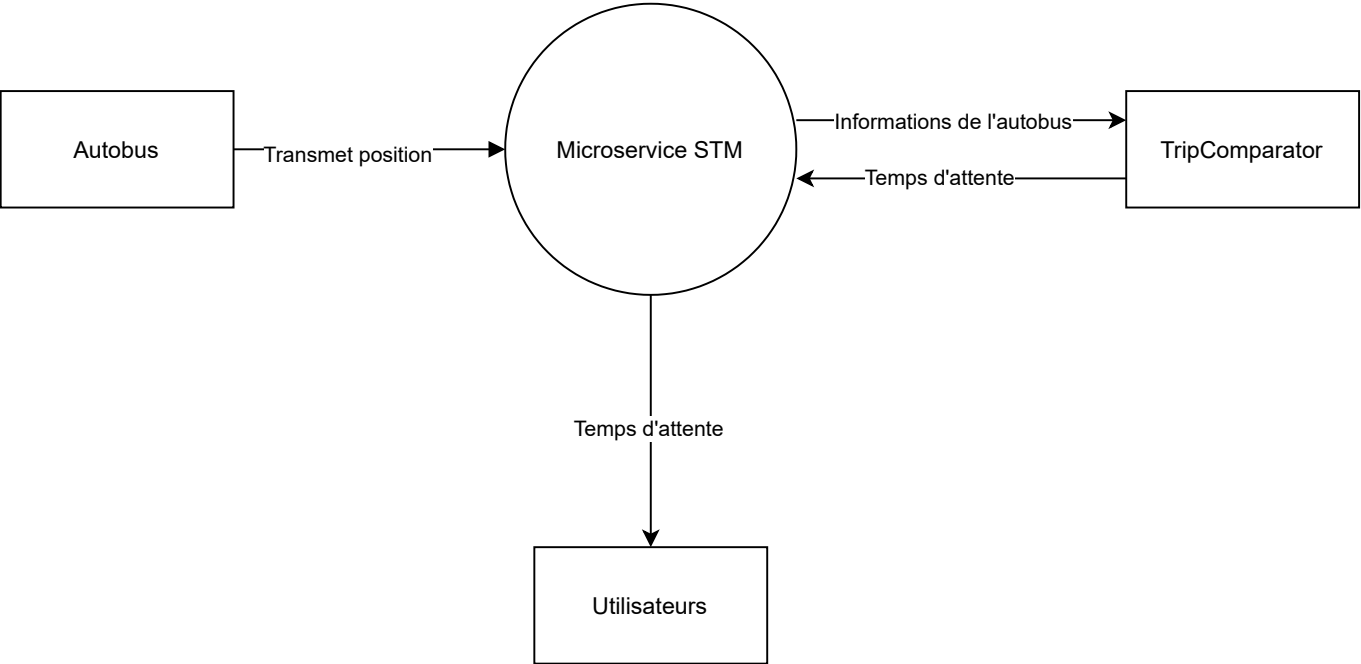 Autobus
Transmet position
Microservice STM
Informations de l'autobus
Temps d'attente
TripComparator
Temps d'attente
Utilisateurs